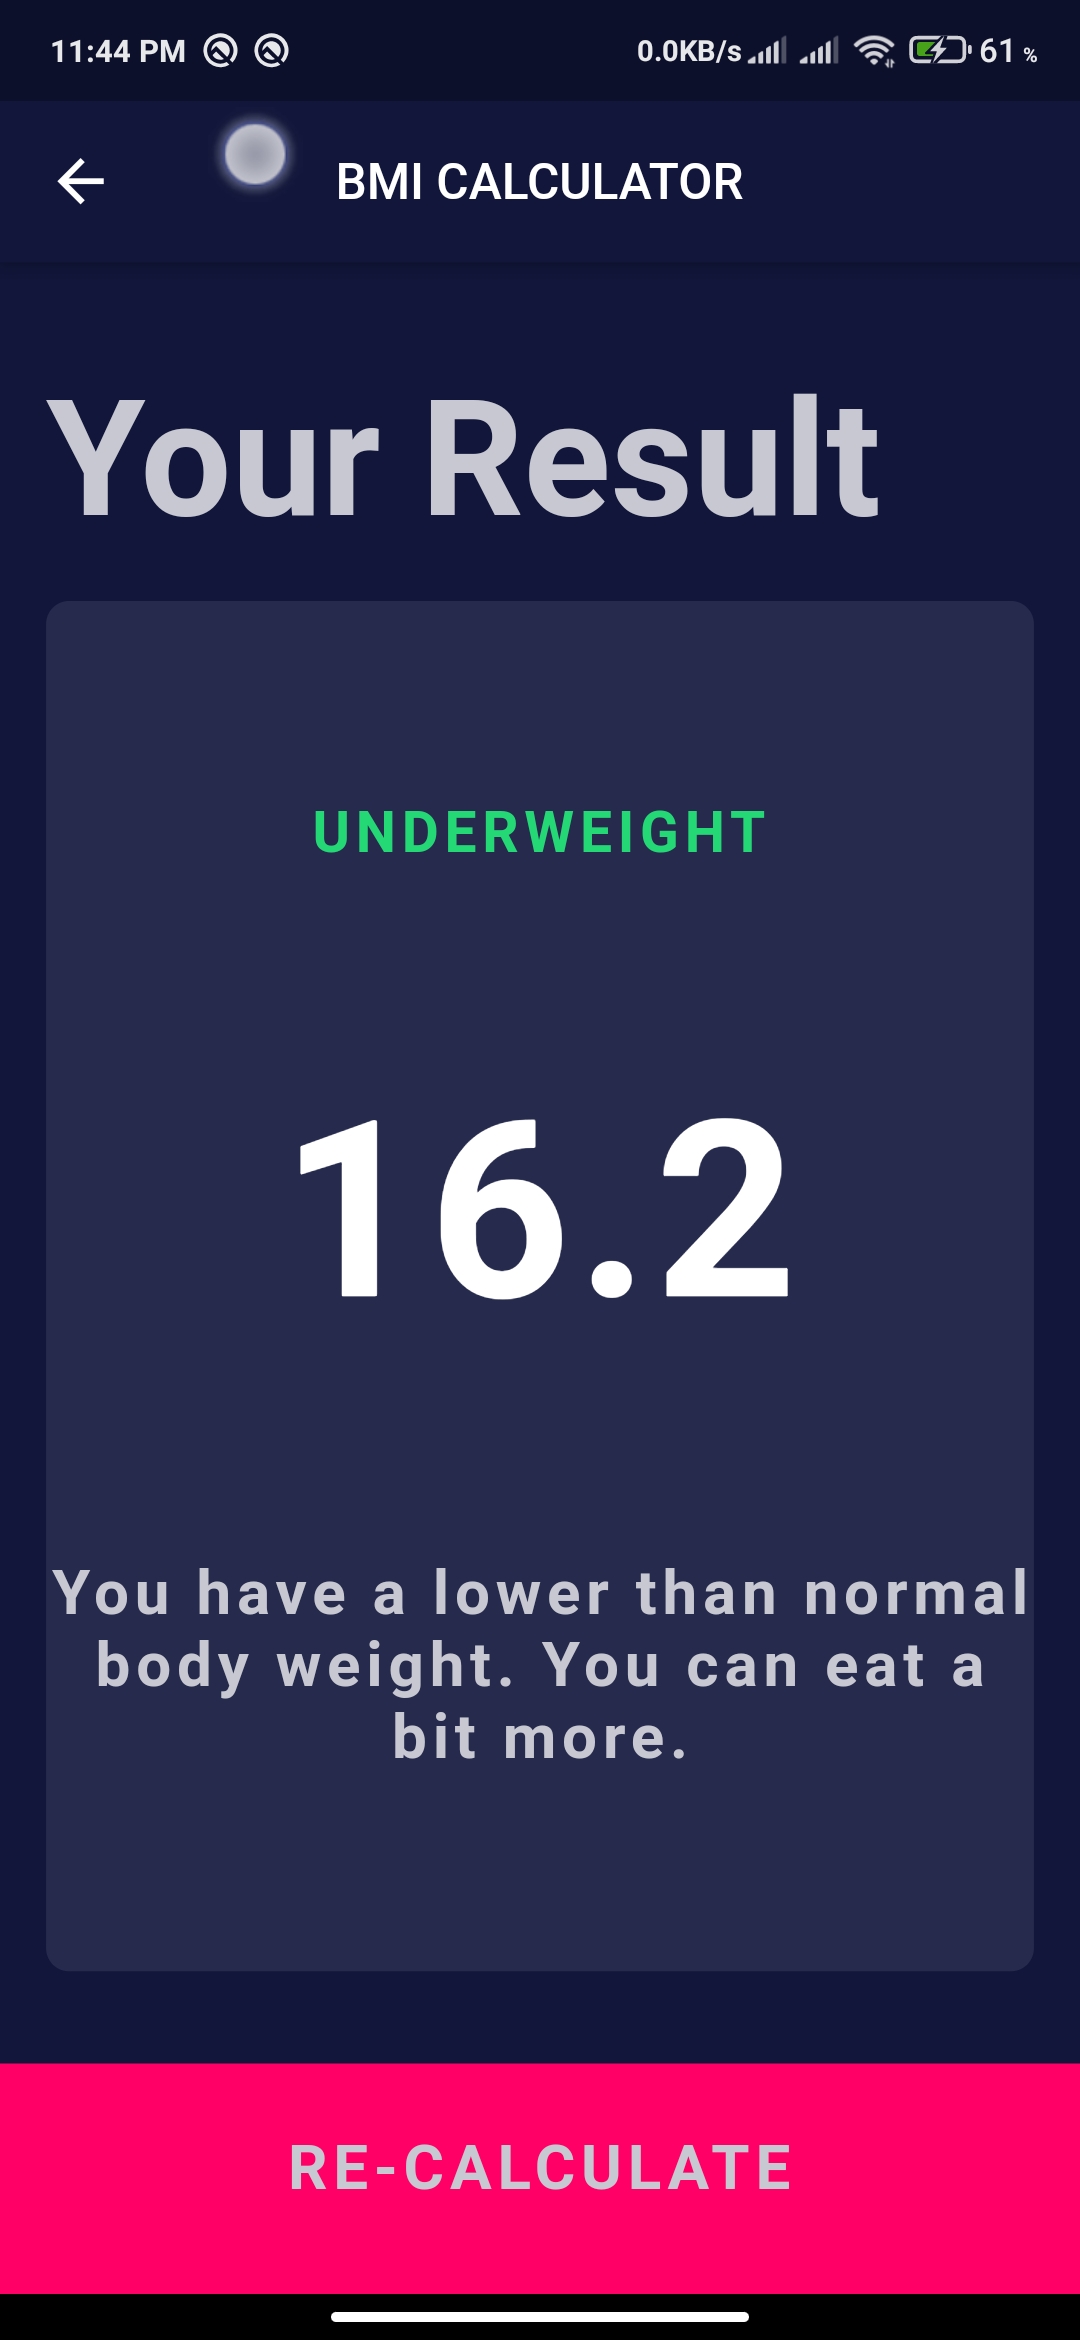 11:44 PM 0.0KB/s 61 %
BMI CALCULATOR
Your Result
UNDERWEIGHT
16.2
You have a lower than normal
body weight. You can eat a
bit more.
RE-CALCULATE